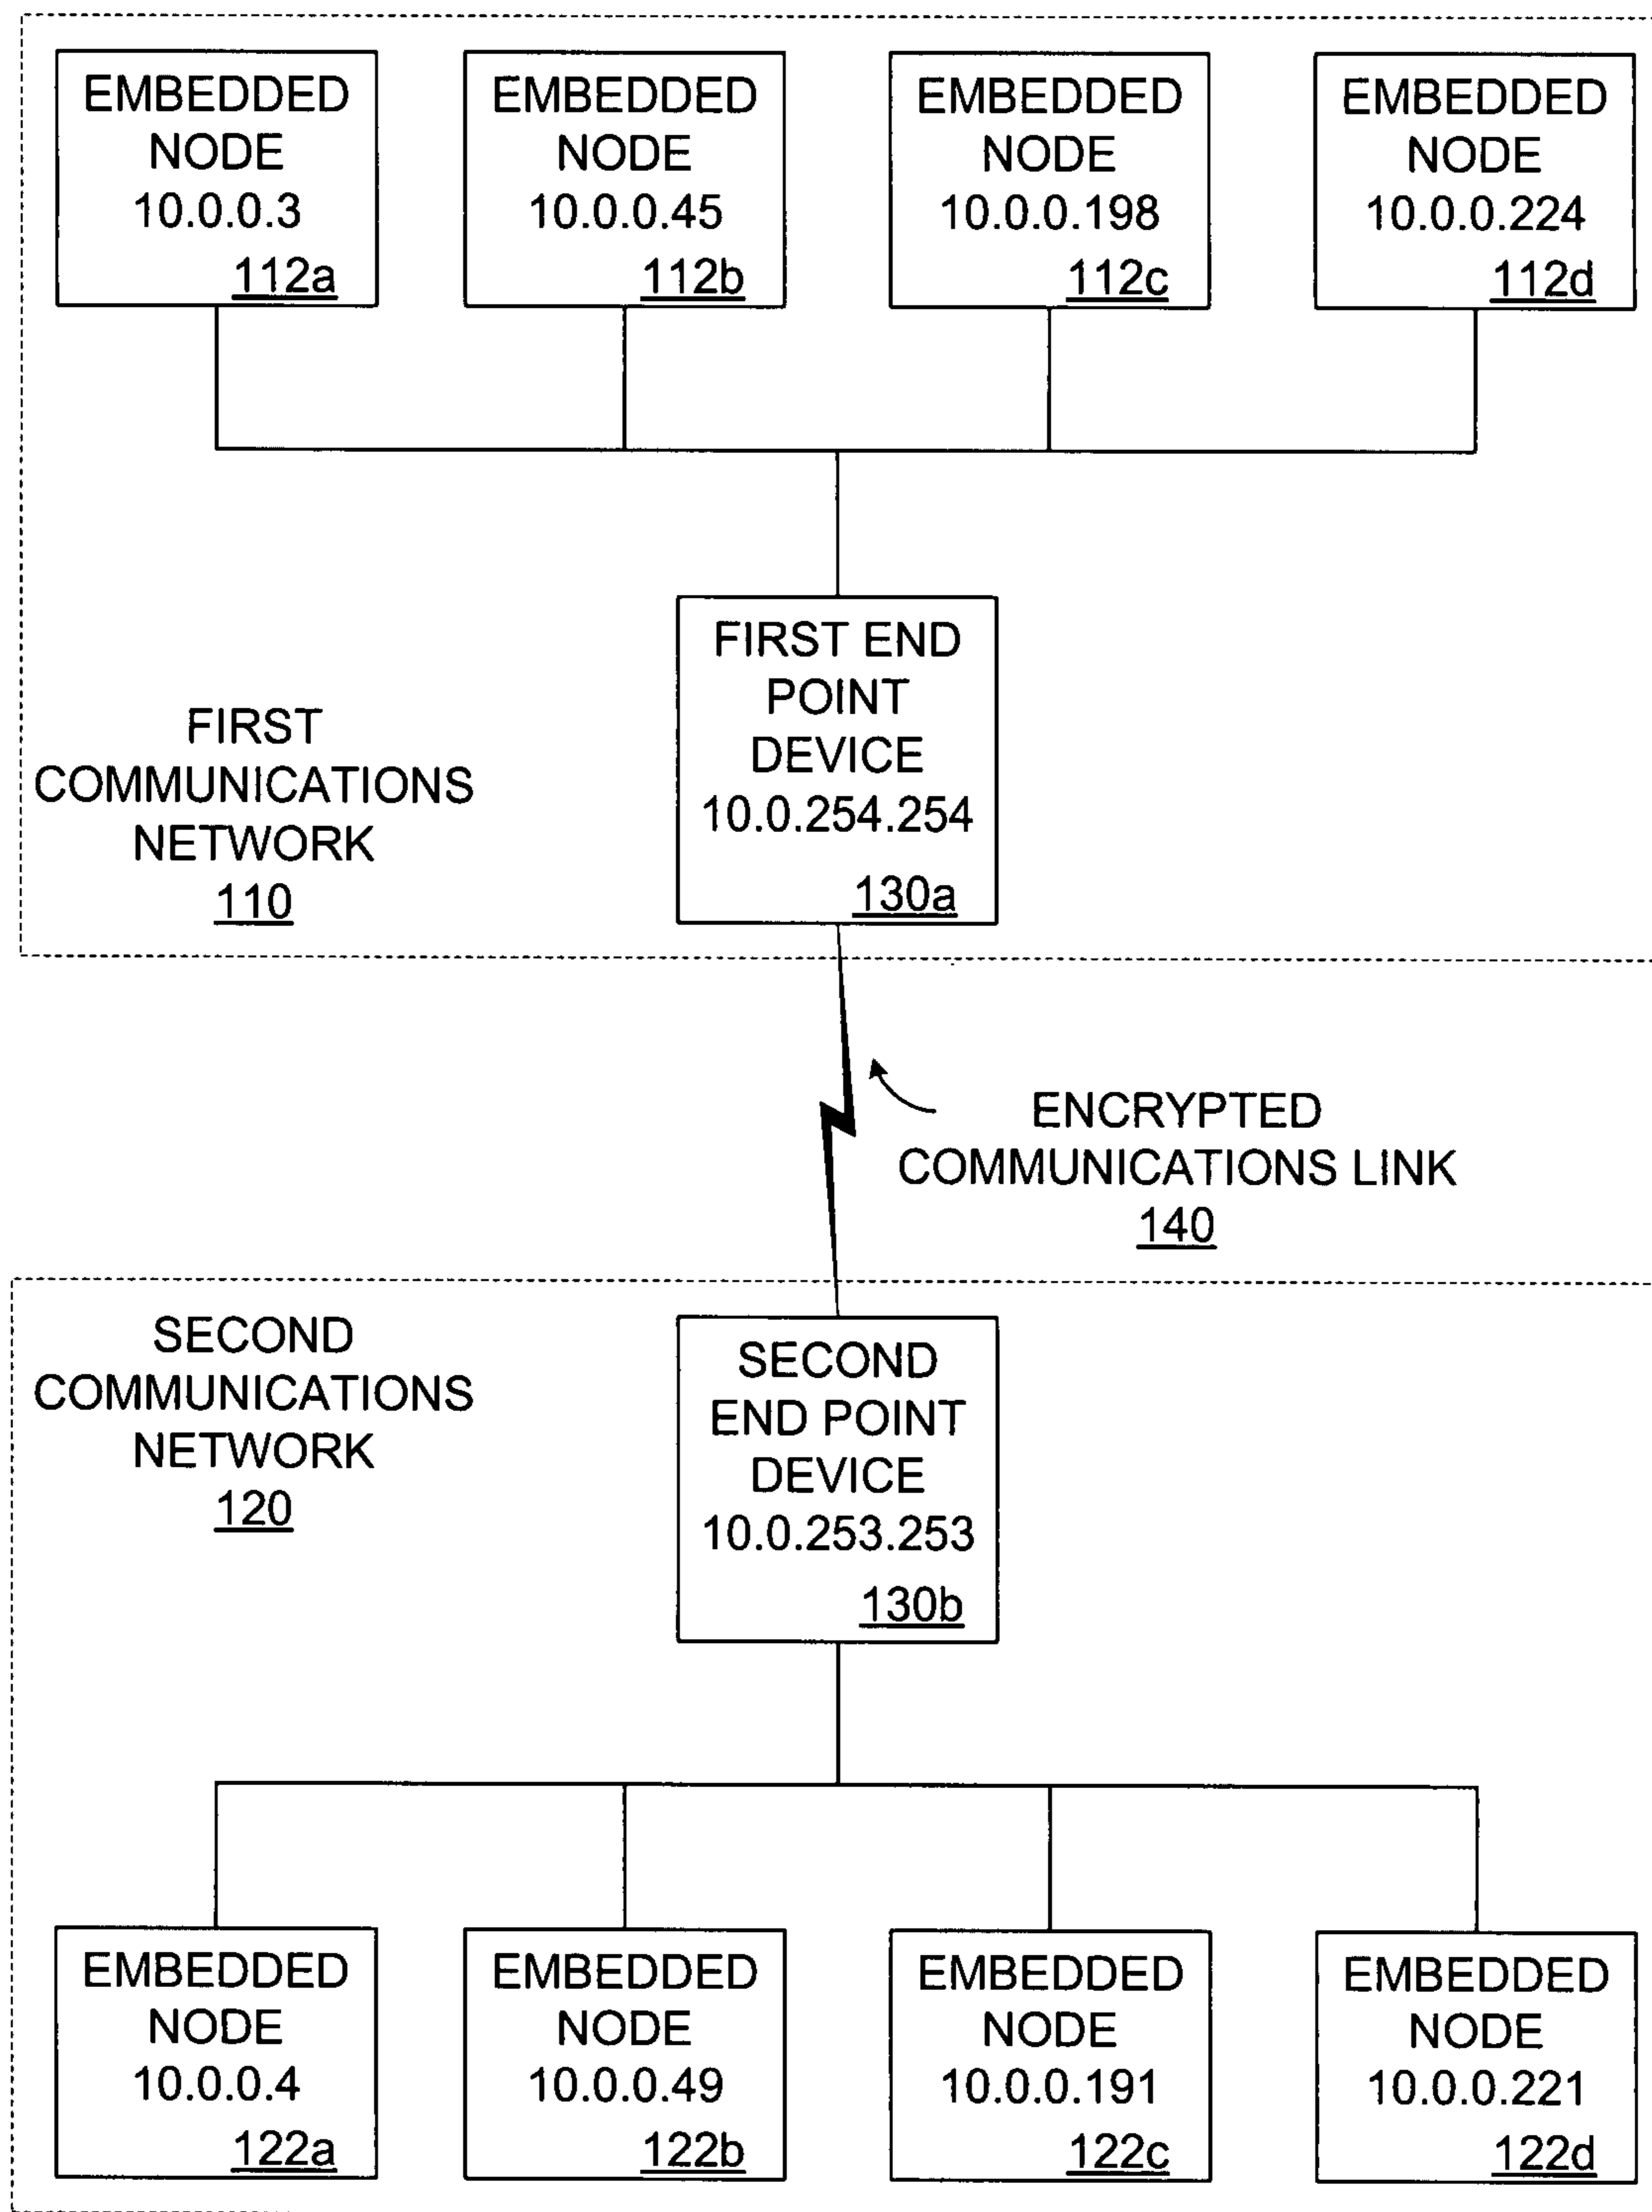 EMBEDDED
NODE
10.0.0.3
112a
EMBEDDED
NODE
10.0.0.45
112b
EMBEDDED
NODE
10.0.0.198
112c
EMBEDDED
NODE
10.0.0.224
112d
FIRST END
POINT
DEVICE
10.0.254.254
130a
FIRST
COMMUNICATIONS
NETWORK
110
ENCRYPTED
COMMUNICATIONS LINK
140
SECOND
COMMUNICATIONS
NETWORK
120
SECOND
END POINT
DEVICE
10.0.253.253
130b
EMBEDDED
NODE
10.0.0.4
122a
EMBEDDED
NODE
10.0.0.49
122b
EMBEDDED
NODE
10.0.0.191
122c
EMBEDDED
NODE
10.0.0.221
122d